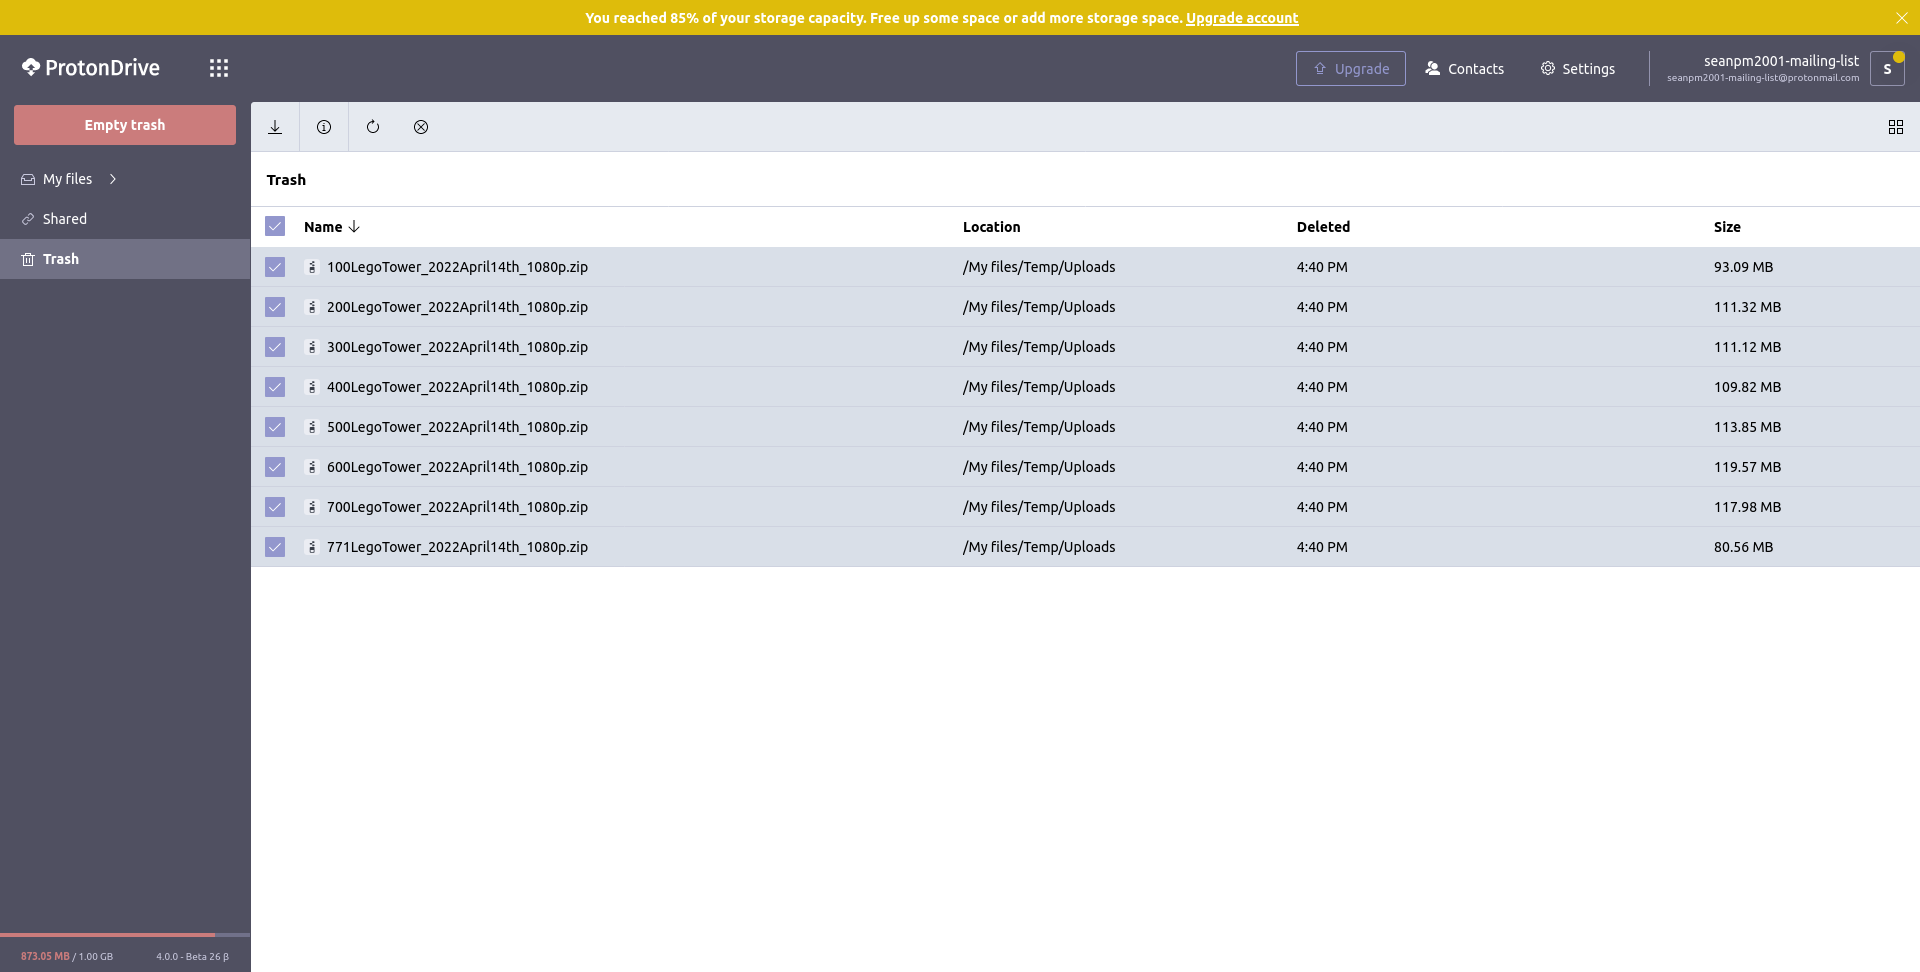 You reached 85% of your storage capacity. Free up some space or add more storage space. Upgrade account
ProtonDrive
Upgrade
Contacts
Settings
seanpm2001-mailing-list
seanpm2001-mailing-list@protonmail.com
S
Empty trash
My files
Shared
Trash
Trash
Name Location Deleted Size
100LegoTower_2022April14th_1080p.zip /My files/Temp/Uploads 4:40 PM 93.09 MB
200LegoTower_2022April14th_1080p.zip /My files/Temp/Uploads 4:40 PM 111.32 MB
300LegoTower_2022April14th_1080p.zip /My files/Temp/Uploads 4:40 PM 111.12 MB
400LegoTower_2022April14th_1080p.zip /My files/Temp/Uploads 4:40 PM 109.82 MB
500LegoTower_2022April14th_1080p.zip /My files/Temp/Uploads 4:40 PM 113.85 MB
600LegoTower_2022April14th_1080p.zip /My files/Temp/Uploads 4:40 PM 119.57 MB
700LegoTower_2022April14th_1080p.zip /My files/Temp/Uploads 4:40 PM 117.98 MB
771LegoTower_2022April14th_1080p.zip /My files/Temp/Uploads 4:40 PM 80.56 MB
873.05 MB / 1.00 GB 4.0.0 - Beta 26 β